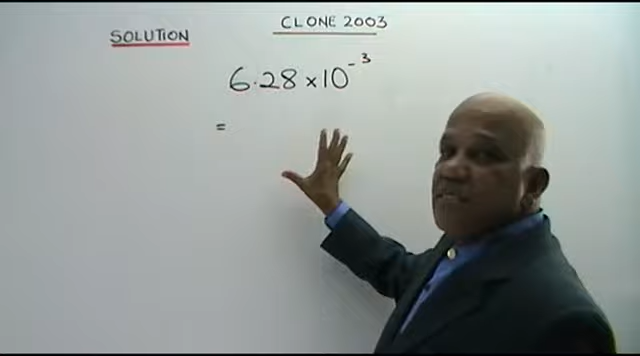 CLONE 2003
SOLUTION
6.28 × 10⁻³
=